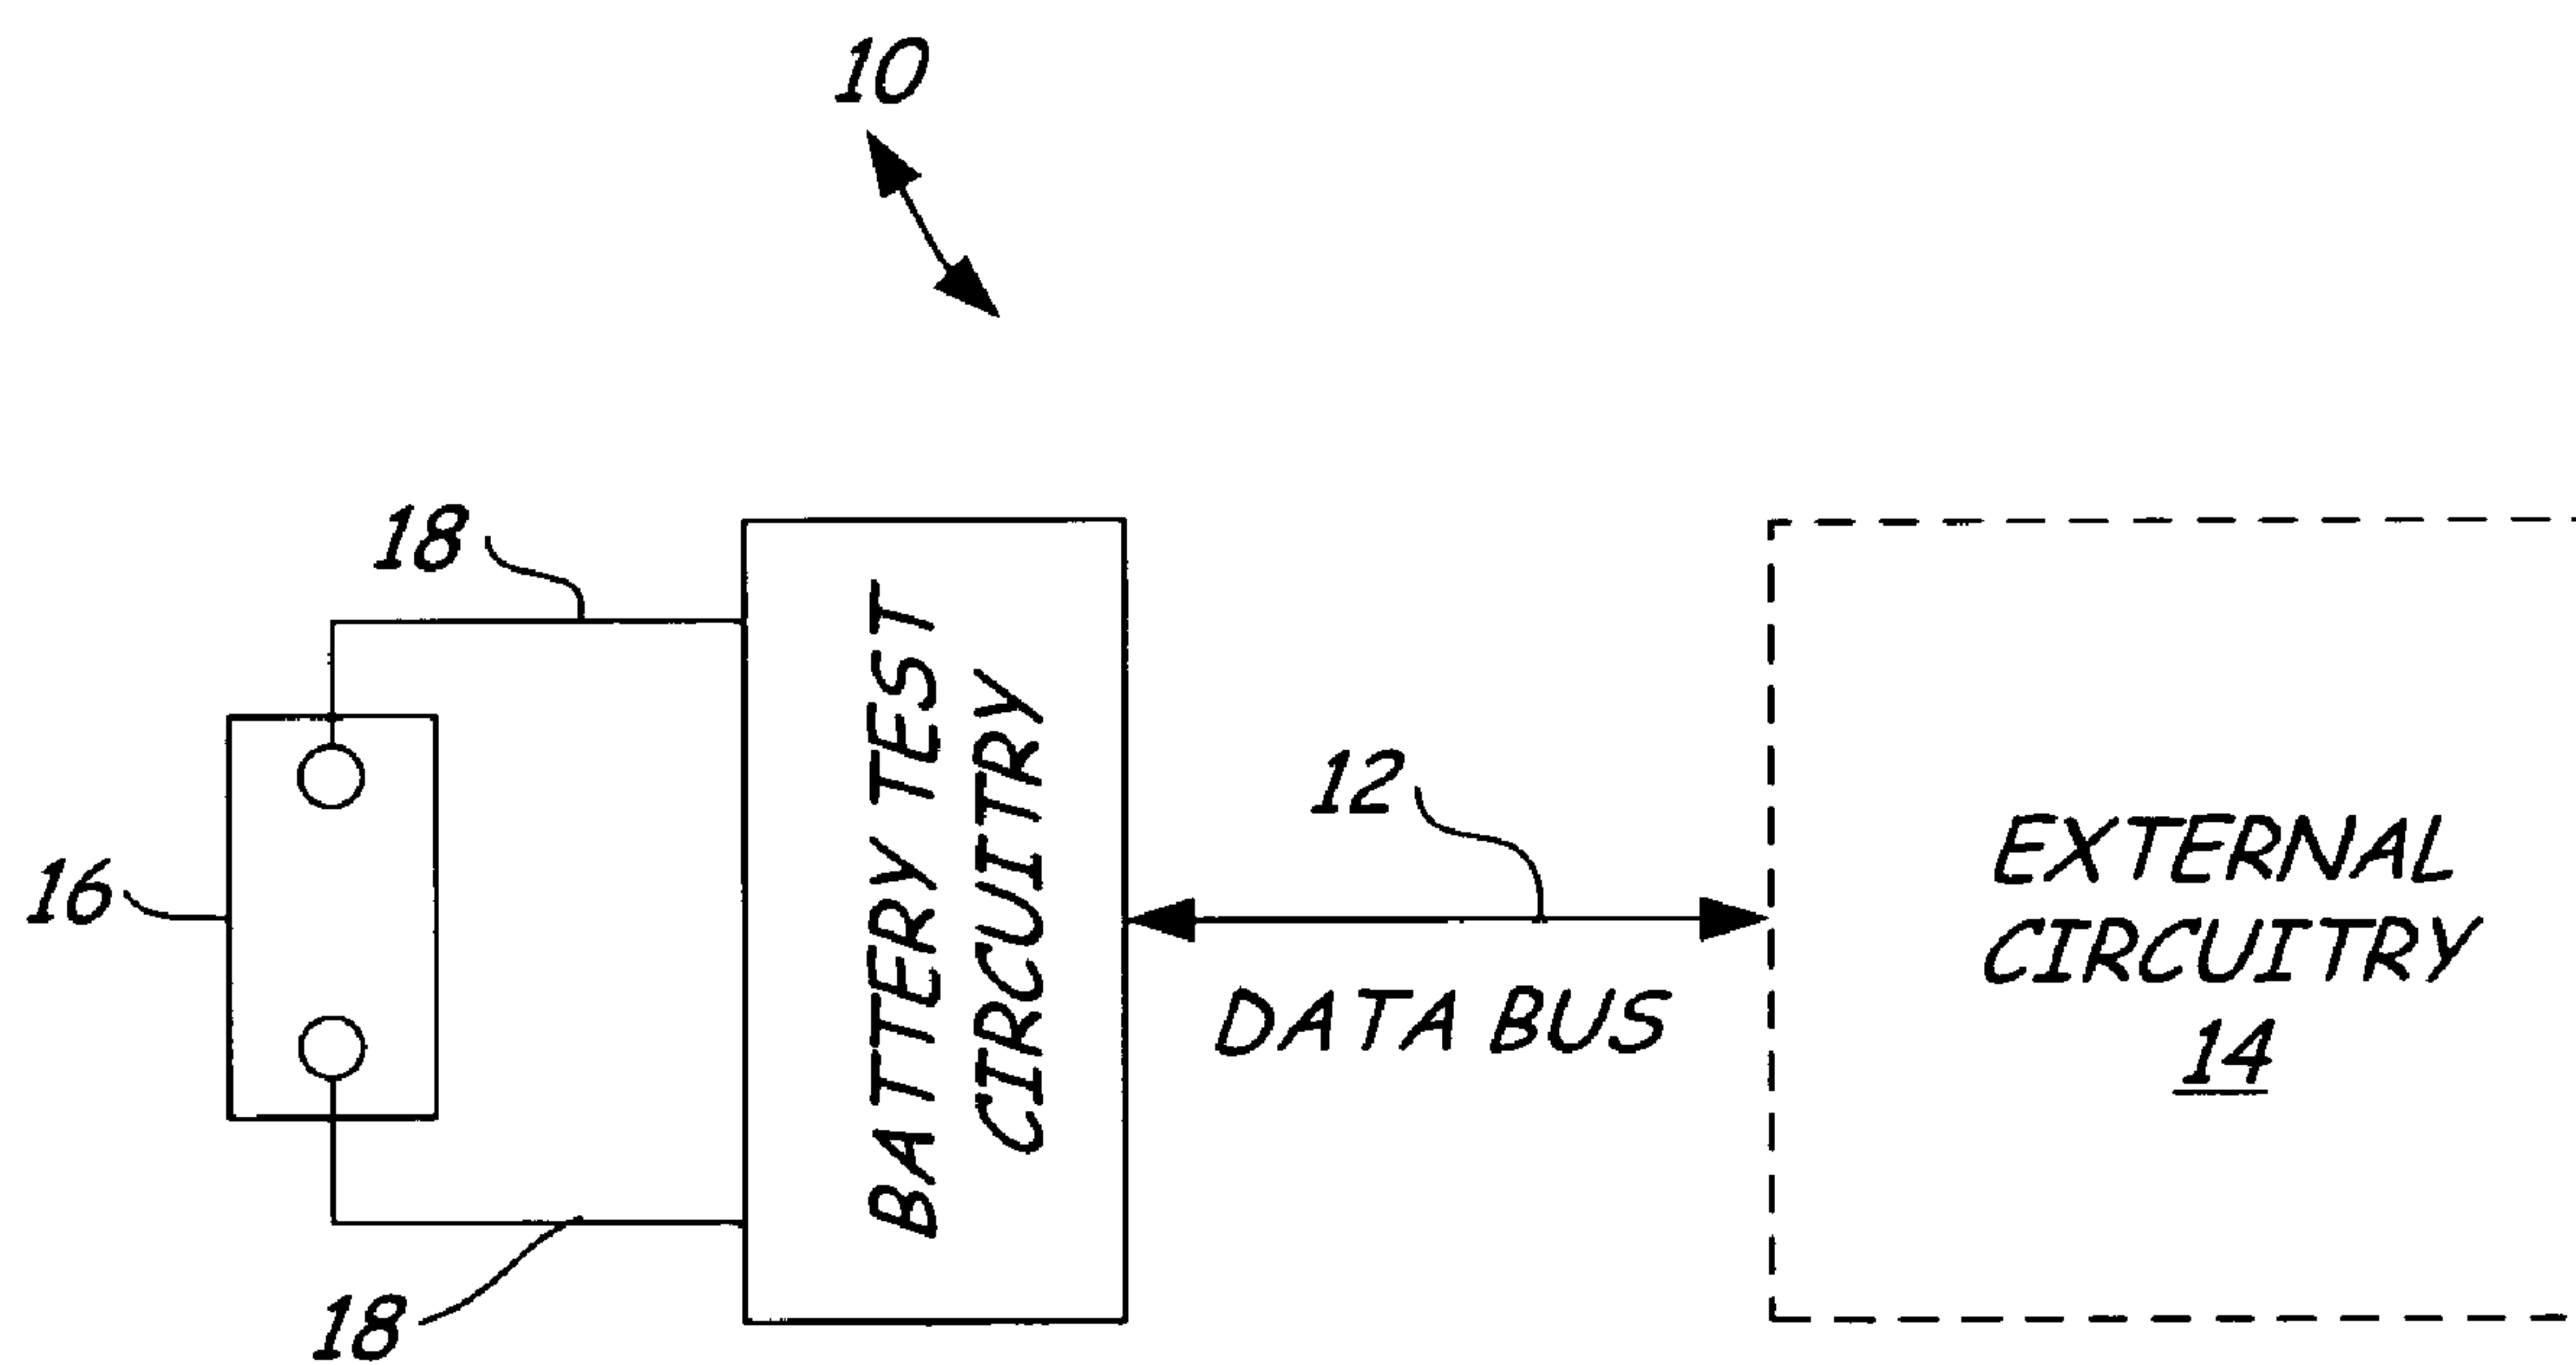 10
18
BATTERY TEST
CIRCUITRY
12
16
EXTERNAL
CIRCUITRY
14
DATA BUS
18